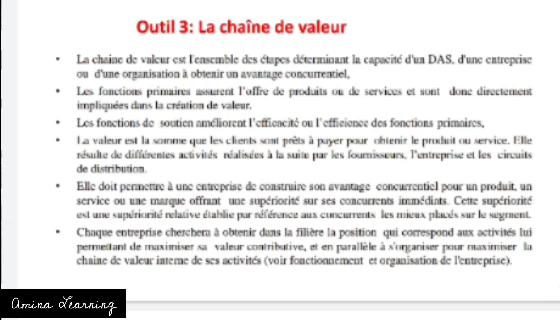 Outil 3: La chaîne de valeur
• La chaine de valeur est l'ensemble des étapes déterminant la capacité d'un DAS, d'une entreprise
ou d'une organisation à obtenir un avantage concurrentiel,
• Les fonctions primaires assurent l'offre de produits ou de services et sont donc directement
impliquées dans la création de valeur.
• Les fonctions de soutien améliorent l'efficacité ou l'efficience des fonctions primaires,
• La valeur est la somme que les clients sont prêts à payer pour obtenir le produit ou service. Elle
résulte de différentes activités réalisées à la suite par les fournisseurs, l'entreprise et les circuits
de distribution.
• Elle doit permettre à une entreprise de construire son avantage concurrentiel pour un produit, un
service ou une marque offrant une supériorité sur ses concurrents immédiats. Cette supériorité
est une supériorité relative établie par référence aux concurrents les mieux placés sur le segment.
• Chaque entreprise cherchera à obtenir dans la filière la position qui correspond aux activités lui
permettant de maximiser sa valeur contributive, et en parallèle à s'organiser pour maximiser la
chaine de valeur interne de ses activités (voir fonctionnement et organisation de l'entreprise).
Amina Learning